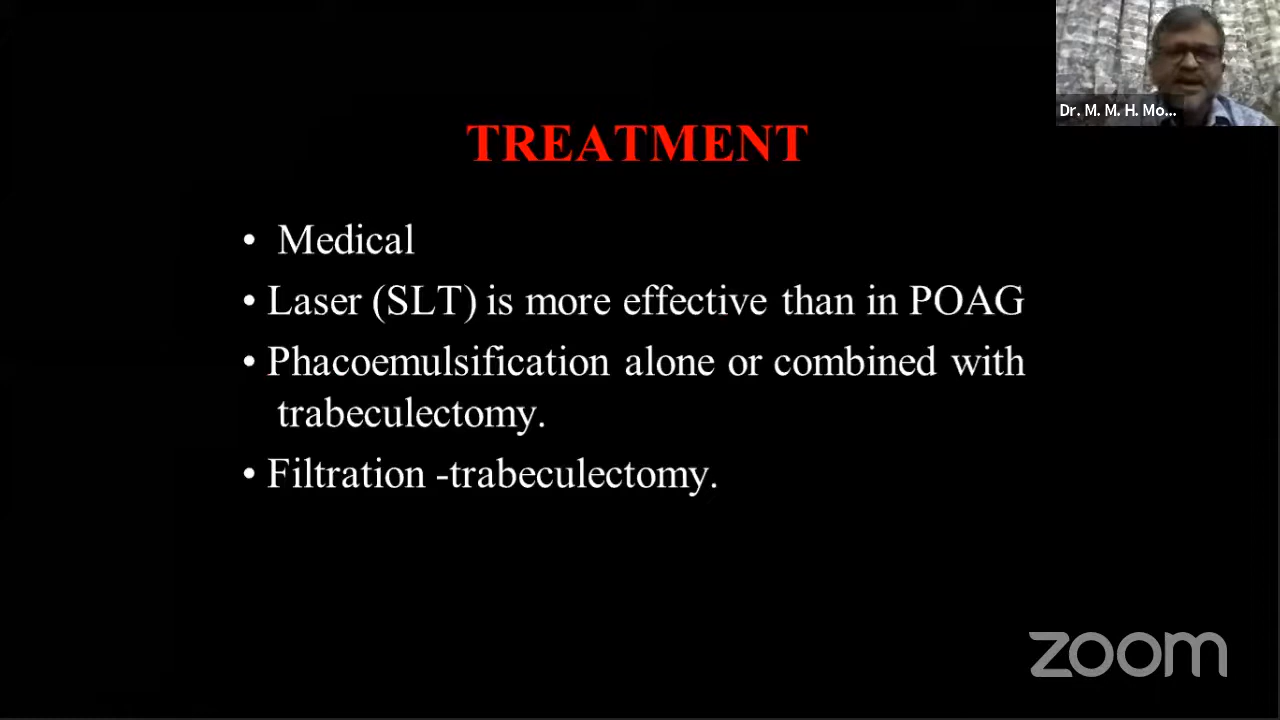 Dr. M. M. H. Mo...
TREATMENT
• Medical
• Laser (SLT) is more effective than in POAG
• Phacoemulsification alone or combined with
trabeculectomy.
• Filtration -trabeculectomy.
zoom